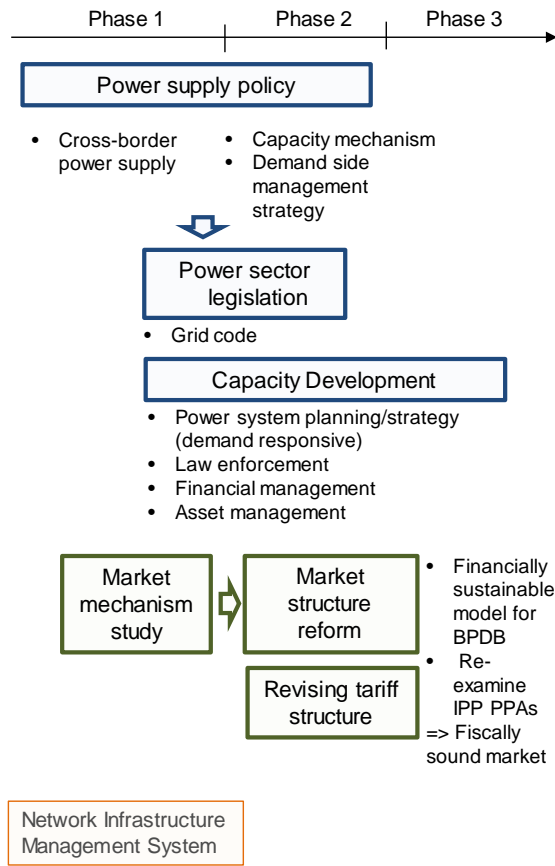 Phase 1 Phase 2 Phase 3
Power supply policy
• Cross-border
power supply
• Capacity mechanism
• Demand side
management
strategy
Power sector
legislation
• Grid code
Capacity Development
• Power system planning/strategy
(demand responsive)
• Law enforcement
• Financial management
• Asset management
Market
mechanism
study
Market
structure
reform
Revising tariff
structure
• Financially
sustainable
model for
BPDB
• Re-
examine
IPP PPAs
=> Fiscally
sound market
Network Infrastructure
Management System